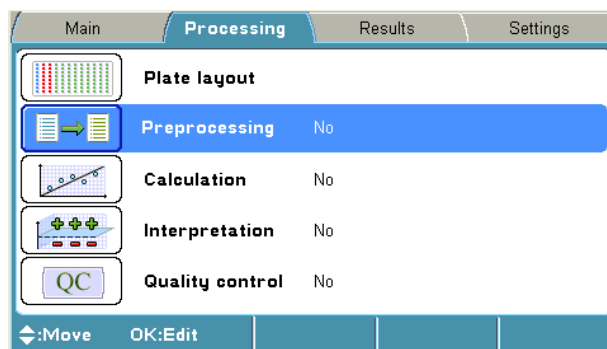 Main Processing Results Settings
Plate layout
Preprocessing No
Calculation No
Interpretation No
QC Quality control No
:Move OK:Edit